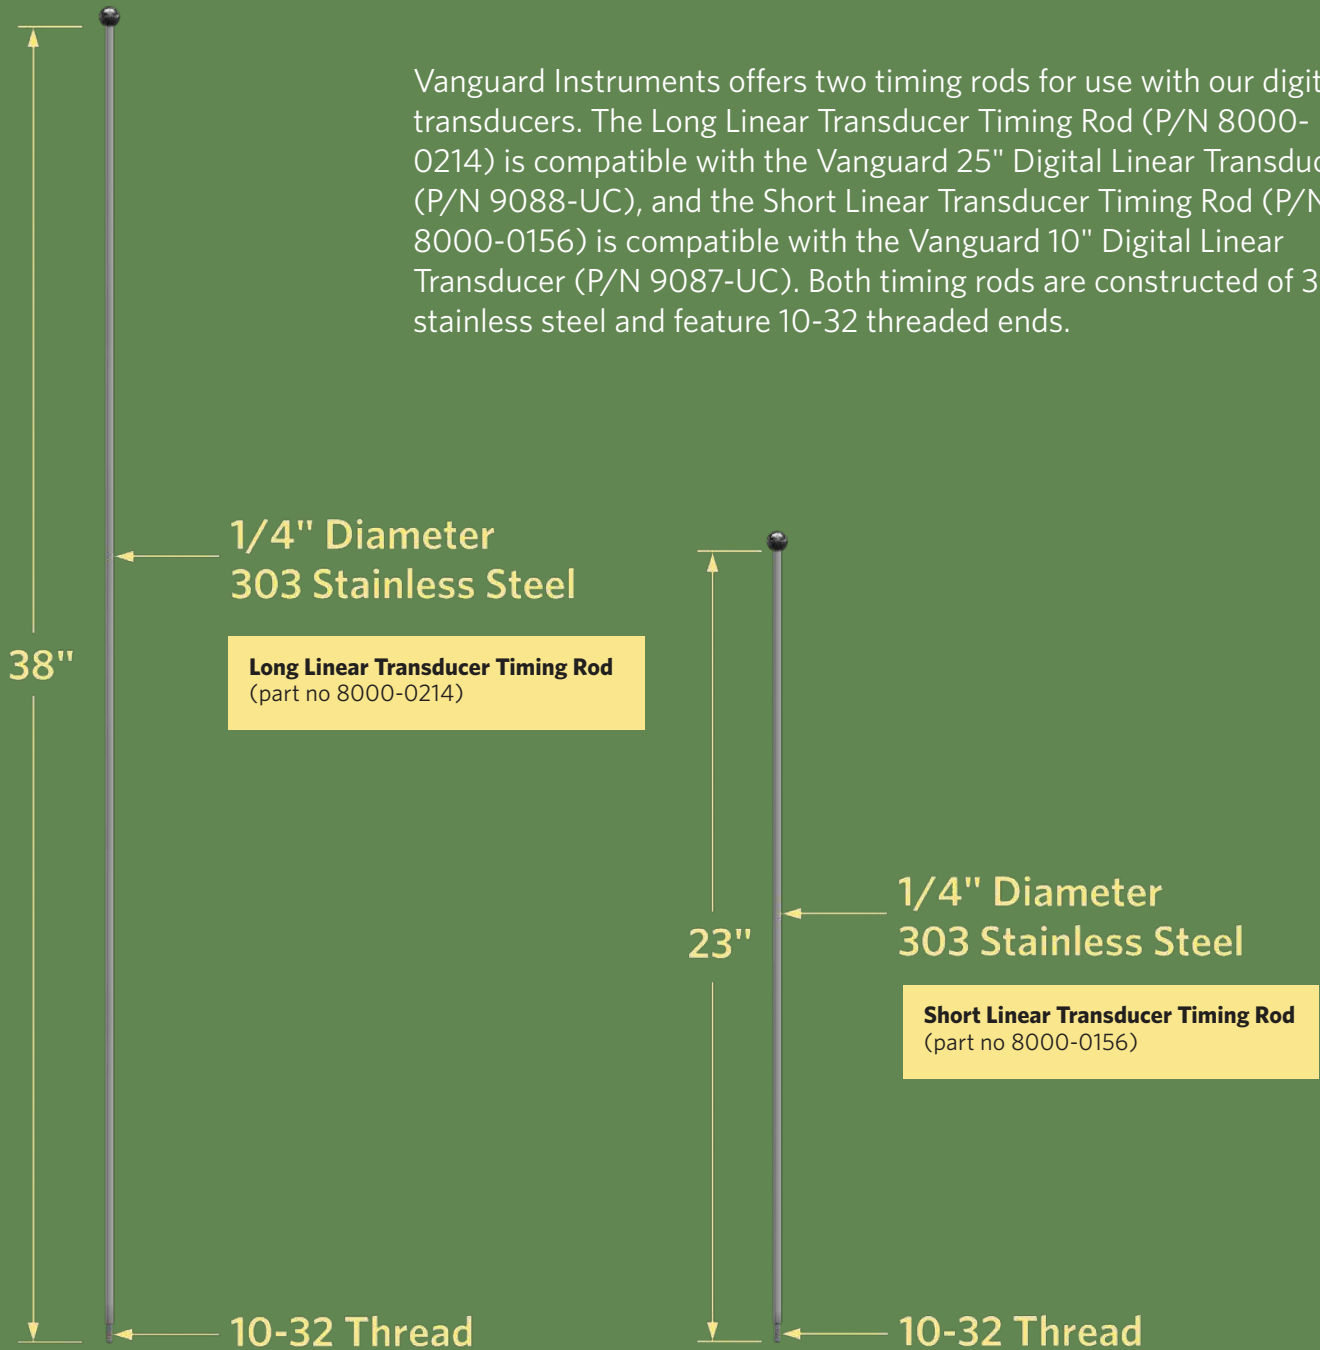 Vanguard Instruments offers two timing rods for use with our digit
transducers. The Long Linear Transducer Timing Rod (P/N 8000-
0214) is compatible with the Vanguard 25" Digital Linear Transduc
(P/N 9088-UC), and the Short Linear Transducer Timing Rod (P/N
8000-0156) is compatible with the Vanguard 10" Digital Linear
Transducer (P/N 9087-UC). Both timing rods are constructed of 3
stainless steel and feature 10-32 threaded ends.
1/4" Diameter
303 Stainless Steel
38"
Long Linear Transducer Timing Rod
(part no 8000-0214)
10-32 Thread
1/4" Diameter
303 Stainless Steel
23"
Short Linear Transducer Timing Rod
(part no 8000-0156)
10-32 Thread